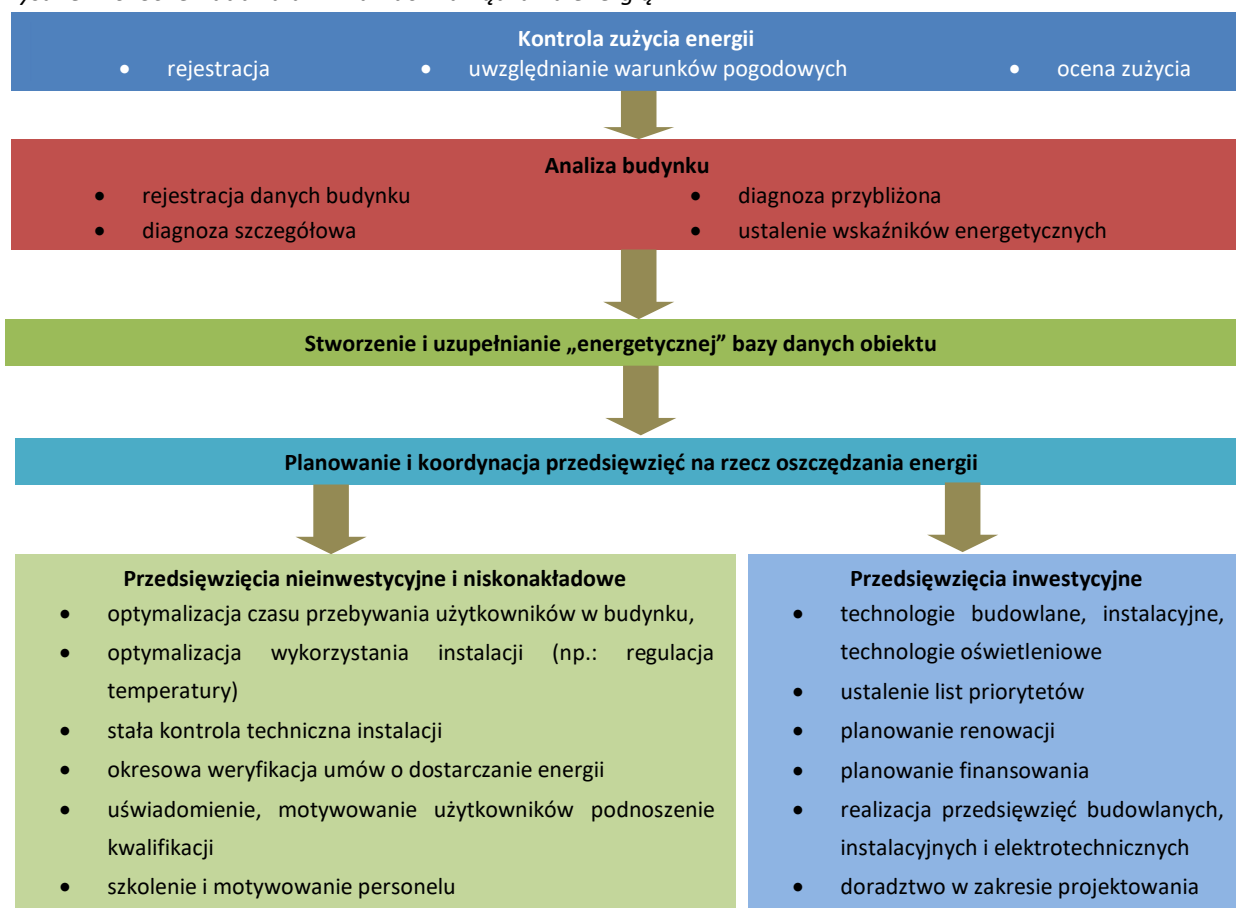 Kontrola zużycia energii
• rejestracja • uwzględnianie warunków pogodowych • ocena zużycia
Analiza budynku
• rejestracja danych budynku • diagnoza przybliżona
• diagnoza szczegółowa • ustalenie wskaźników energetycznych
Stworzenie i uzupełnianie „energetycznej” bazy danych obiektu
Planowanie i koordynacja przedsięwzięć na rzecz oszczędzania energii
Przedsięwzięcia nieinwestycyjne i niskonakładowe
• optymalizacja czasu przebywania użytkowników w budynku,
• optymalizacja wykorzystania instalacji (np.: regulacja
temperatury)
• stała kontrola techniczna instalacji
• okresowa weryfikacja umów o dostarczanie energii
• uświadomienie, motywowanie użytkowników podnoszenie
kwalifikacji
• szkolenie i motywowanie personelu
Przedsięwzięcia inwestycyjne
• technologie budowlane, instalacyjne,
technologie oświetleniowe
• ustalenie list priorytetów
• planowanie renowacji
• planowanie finansowania
• realizacja przedsięwzięć budowlanych,
instalacyjnych i elektrotechnicznych
• doradztwo w zakresie projektowania